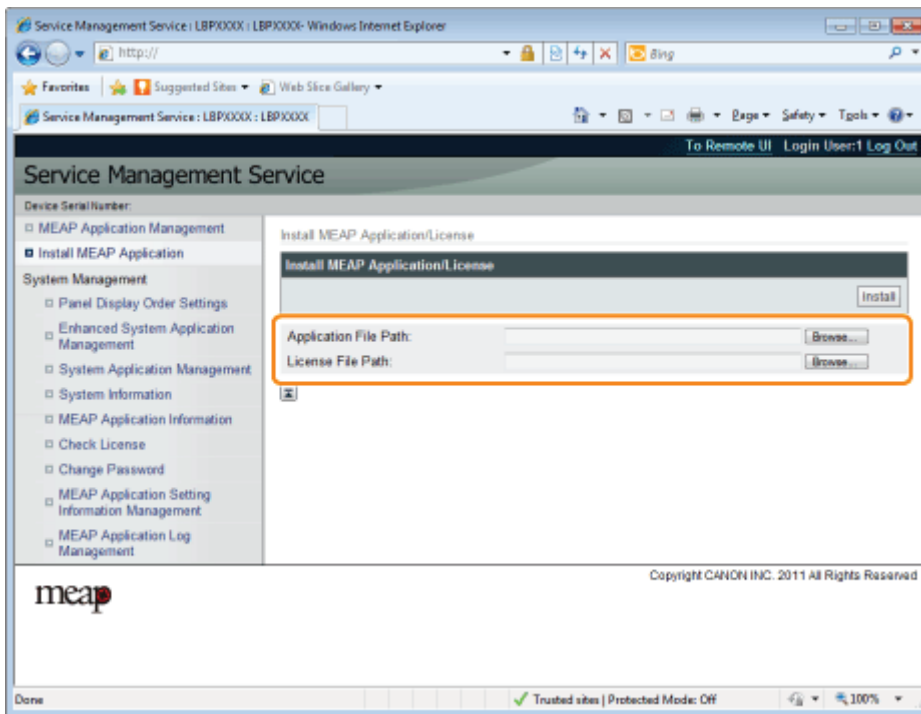 Service Management Service : LBPXXXX : LBPXXXX- Windows Internet Explorer
http://
Bing
Favorites Suggested Sites Web Slice Gallery
Service Management Service : LBPXXXX : LBPXXXX
Page Safety Tools
To Remote UI Login User:1 Log Out
Service Management Service
Device Serial Number:
MEAP Application Management
Install MEAP Application
System Management
Panel Display Order Settings
Enhanced System Application
Management
System Application Management
System Information
MEAP Application Information
Check License
Change Password
MEAP Application Setting
Information Management
MEAP Application Log
Management
Install MEAP Application/License
Install MEAP Application/License
Install
Application File Path: Browse...
License File Path: Browse...
Copyright CANON INC. 2011 All Rights Reserved
meap
Done
Trusted sites | Protected Mode: Off
100%